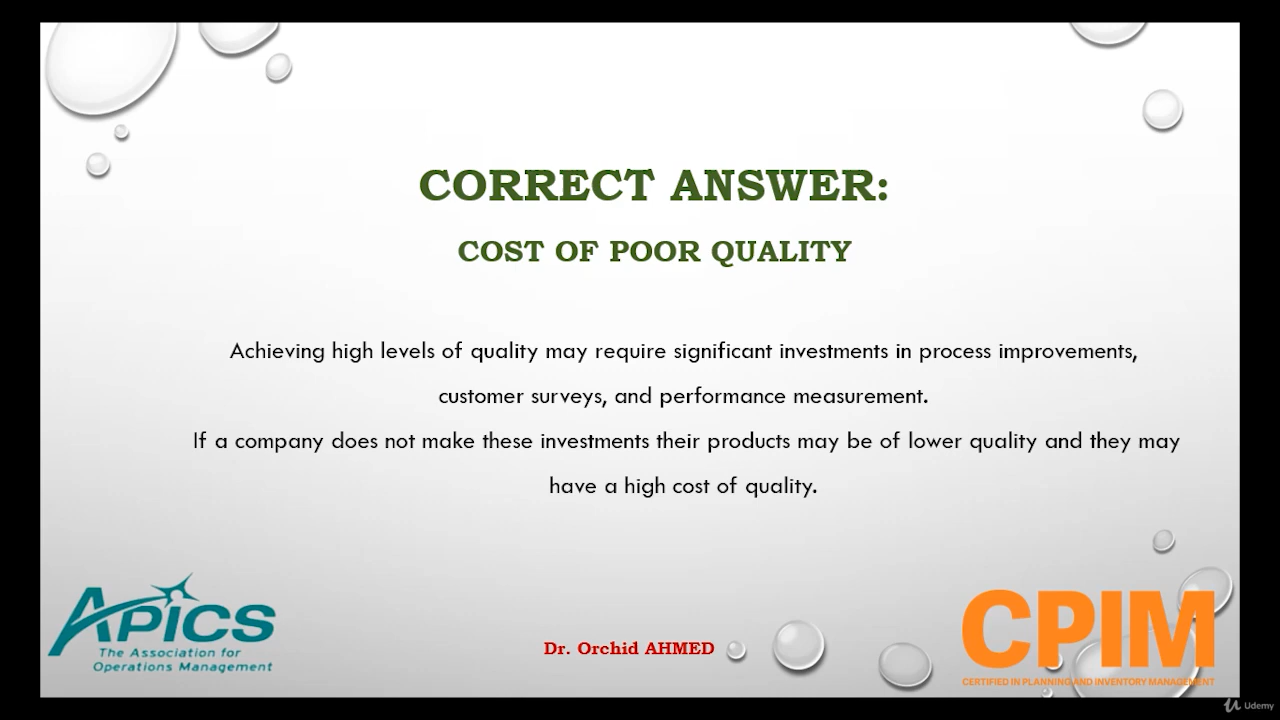 CORRECT ANSWER:
COST OF POOR QUALITY
Achieving high levels of quality may require significant investments in process improvements,
customer surveys, and performance measurement.
If a company does not make these investments their products may be of lower quality and they may
have a high cost of quality.
APICS
The Association for
Operations Management
Dr. Orchid AHMED
CPIM
CERTIFIED IN PLANNING AND INVENTORY MANAGEMENT
Udemy